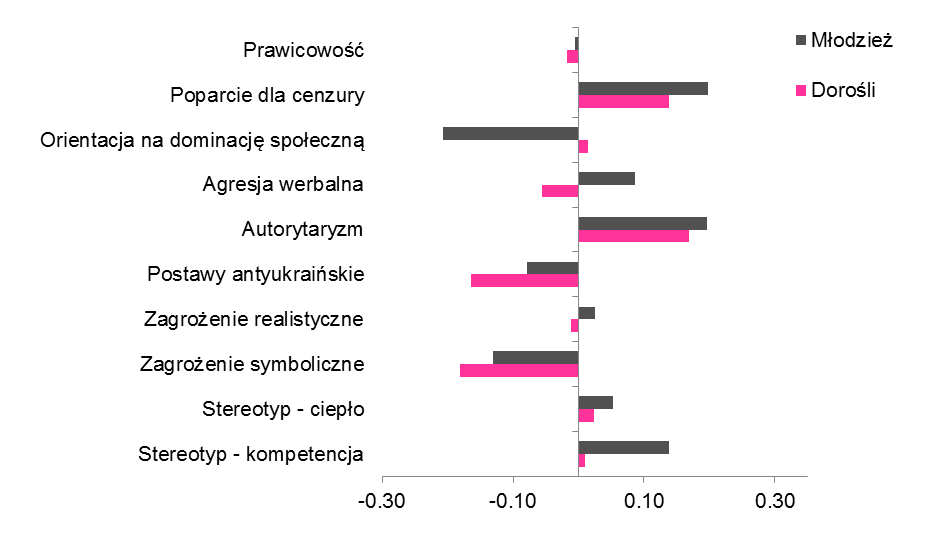 Prawicowość
Poparcie dla cenzury
Orientacja na dominację społeczną
Agresja werbalna
Autorytaryzm
Postawy antyukraińskie
Zagrożenie realistyczne
Zagrożenie symboliczne
Stereotyp - ciepło
Stereotyp - kompetencja
-0.30 -0.10 0.10 0.30
Młodzież
Dorośli